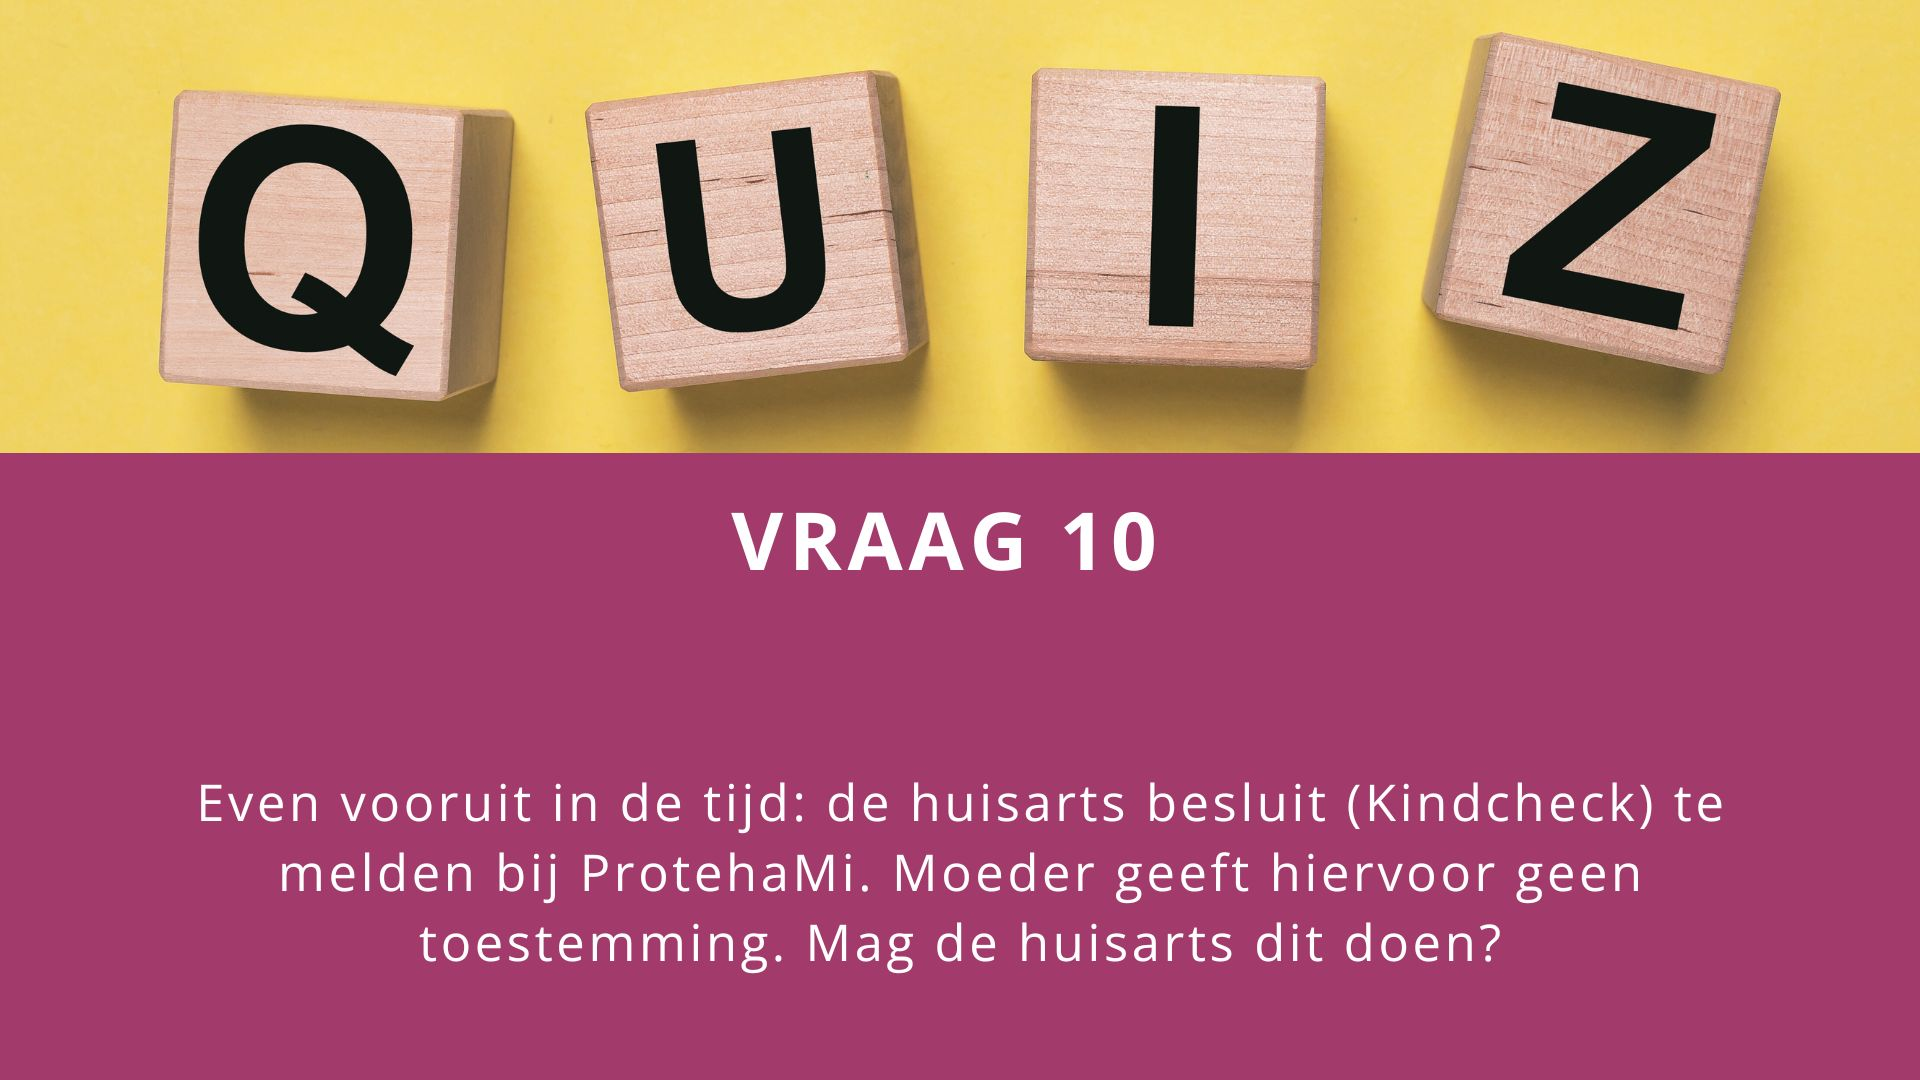 QUIZ
VRAAG 10
Even vooruit in de tijd: de huisarts besluit (Kindcheck) te
melden bij ProtehaMi. Moeder geeft hiervoor geen
toestemming. Mag de huisarts dit doen?